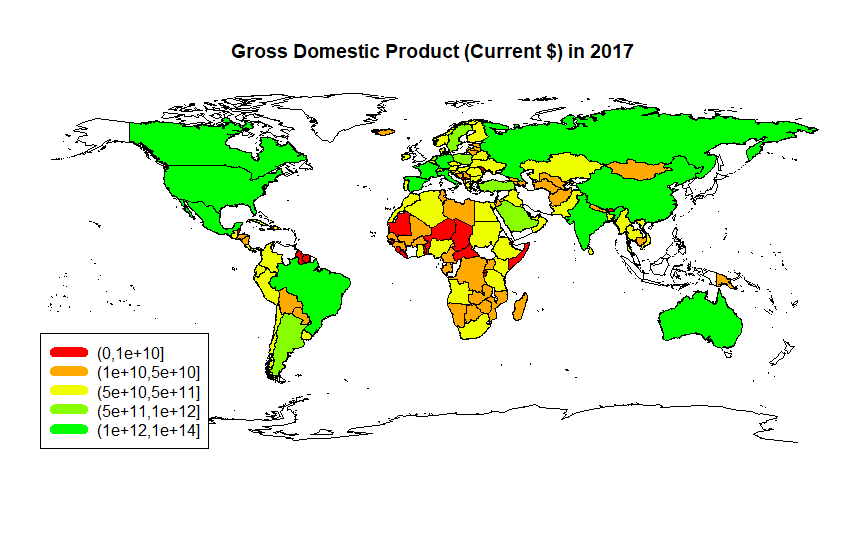 Gross Domestic Product (Current $) in 2017
(0,1e+10]
(1e+10,5e+10]
(5e+10,5e+11]
(5e+11,1e+12]
(1e+12,1e+14]